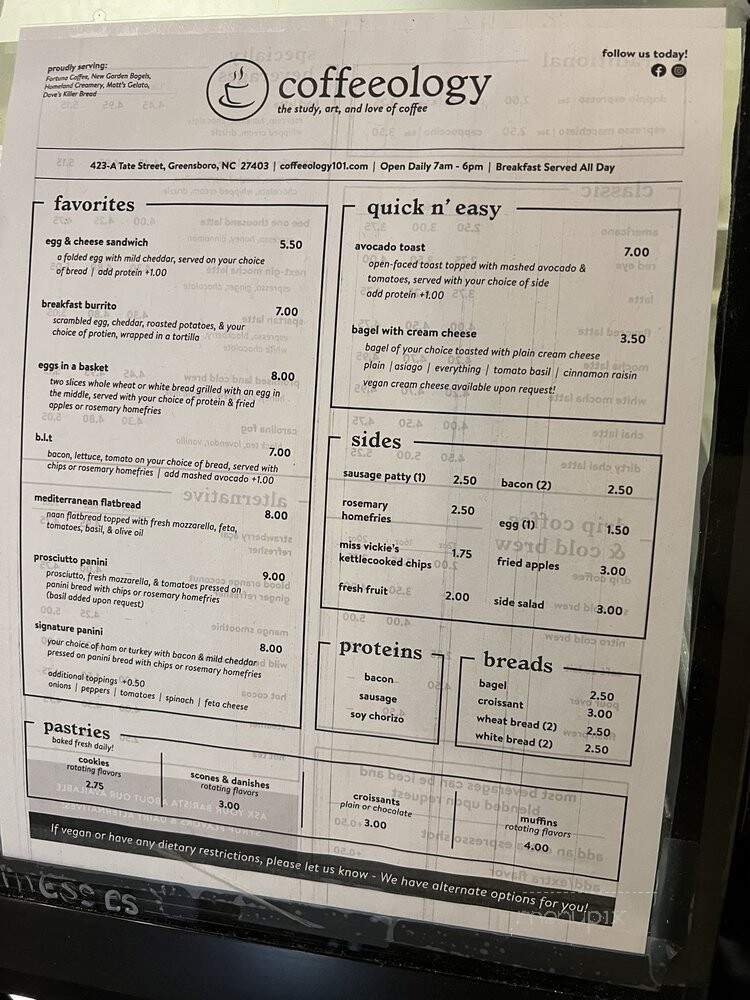 proudly serving:
Fortuna Coffee, New Garden Bagels,
Homeland Creamery, Matt's Gelato,
Dave's Killer Bread
coffeeology
the study, art, and love of coffee
follow us today!
423-A Tate Street, Greensboro, NC 27403 | coffeeology101.com | Open Daily 7am - 6pm | Breakfast Served All Day
favorites
egg & cheese sandwich 5.50
a folded egg with mild cheddar, served on your choice
of bread | add protein +1.00
breakfast burrito 7.00
scrambled egg, cheddar, roasted potatoes, & your
choice of protien, wrapped in a tortilla
eggs in a basket 8.00
two slices whole wheat or white bread grilled with an egg in
the middle, served with your choice of protein & fried
apples or rosemary homefries
b.l.t 7.00
bacon, lettuce, tomato on your choice of bread, served with
chips or rosemary homefries | add mashed avocado +1.00
mediterranean flatbread 8.00
naan flatbread topped with fresh mozzarella, feta,
tomatoes, basil, & olive oil
prosciutto panini 9.00
prosciutto, fresh mozzarella, & tomatoes pressed on
panini bread with chips or rosemary homefries
(basil added upon request)
signature panini 8.00
your choice of ham or turkey with bacon & mild cheddar
pressed on panini bread with chips or rosemary homefries
additional toppings +0.50
onions | peppers | tomatoes | spinach | feta cheese
quick n' easy
avocado toast 7.00
open-faced toast topped with mashed avocado &
tomatoes, served with your choice of side
add protein +1.00
bagel with cream cheese 3.50
bagel of your choice toasted with plain cream cheese
plain | asiago | everything | tomato basil | cinnamon raisin
vegan cream cheese available upon request!
sides
sausage patty (1) 2.50
bacon (2) 2.50
rosemary
homefries 2.50
egg (1) 1.50
miss vickie's
kettlecooked chips 1.75
fried apples 3.00
fresh fruit 2.00
side salad 3.00
proteins
bacon
sausage
soy chorizo
breads
bagel 2.50
croissant 3.00
wheat bread (2) 2.50
white bread (2) 2.50
pastries
baked fresh daily!
cookies
rotating flavors
2.75
scones & danishes
rotating flavors
3.00
croissants
plain or chocolate
3.00
muffins
rotating flavors
4.00
If vegan or have any dietary restrictions, please let us know - We have alternate options for you!
menupix